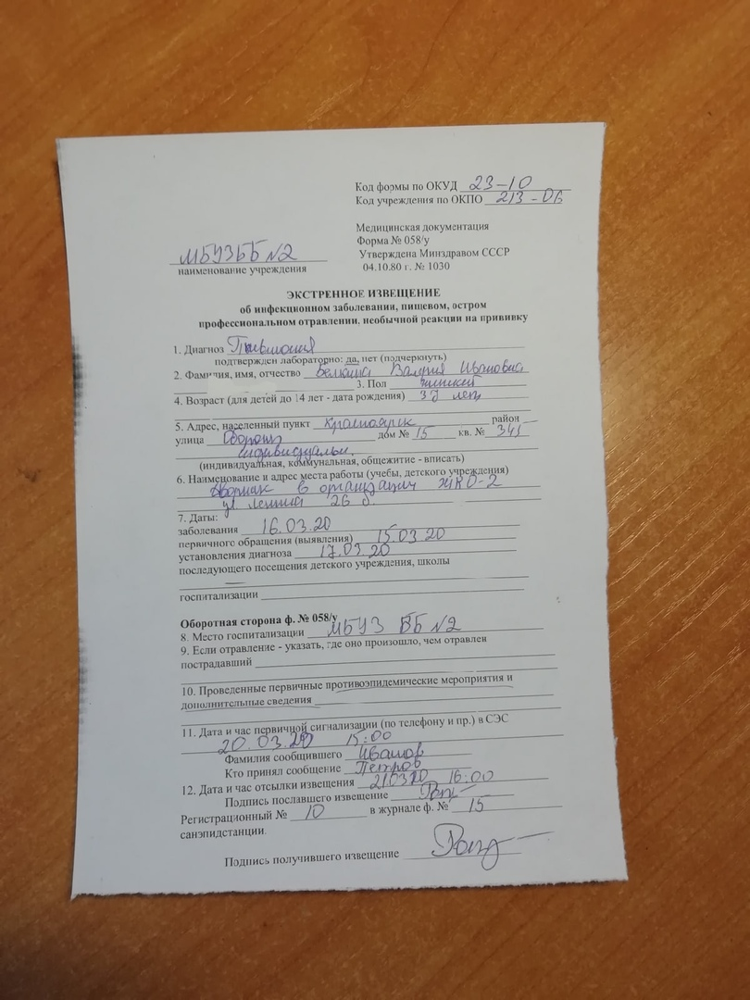 Код формы по ОКУД 23-10
Код учреждения по ОКПО 213-06
Медицинская документация
Форма № 058/у
Утверждена Минздравом СССР
04.10.80 г. № 1030
МБУЗББ №2
наименование учреждения
ЭКСТРЕННОЕ ИЗВЕЩЕНИЕ
об инфекционном заболевании, пищевом, остром
профессиональном отравлении, необычной реакции на прививку
1. Диагноз Пневмония
подтвержден лабораторно: да, нет (подчеркнуть)
2. Фамилия, имя, отчество Белкина Валерия Ивановна
3. Пол женский
4. Возраст (для детей до 14 лет - дата рождения) 37 лет
5. Адрес, населенный пункт Красноярск район
улица дом № 15 кв. № 341
(индивидуальная, коммунальная, общежитие - вписать)
6. Наименование и адрес места работы (учебы, детского учреждения)
Дворник в организации ЖКО-2
ул. Ленина 26 д.
7. Даты:
заболевания 16.03.20
первичного обращения (выявления) 15.03.20
установления диагноза 17.03.20
последующего посещения детского учреждения, школы
госпитализации
Оборотная сторона ф. № 058/у
8. Место госпитализации МБУЗ ББ №2
9. Если отравление - указать, где оно произошло, чем отравлен
пострадавший
10. Проведенные первичные противоэпидемические мероприятия и
дополнительные сведения
11. Дата и час первичной сигнализации (по телефону и пр.) в СЭС
20.03.20 15:00
Фамилия сообщившего Иванов
Кто принял сообщение Петров
12. Дата и час отсылки извещения 210320 16:00
Подпись пославшего извещение
Регистрационный № 10 в журнале ф. № 15
санэпидстанции.
Подпись получившего извещение